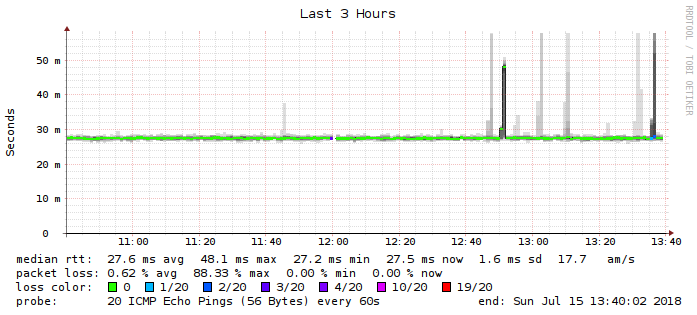 Last 3 Hours
RRDTOOL / TOBI OETIKER
Seconds
50 m
40 m
30 m
20 m
10 m
0
11:00 11:20 11:40 12:00 12:20 12:40 13:00 13:20 13:40
median rtt: 27.6 ms avg 48.1 ms max 27.2 ms min 27.5 ms now 1.6 ms sd 17.7 am/s
packet loss: 0.62 % avg 88.33 % max 0.00 % min 0.00 % now
loss color: 0 1/20 2/20 3/20 4/20 10/20 19/20
probe: 20 ICMP Echo Pings (56 Bytes) every 60s end: Sun Jul 15 13:40:02 2018